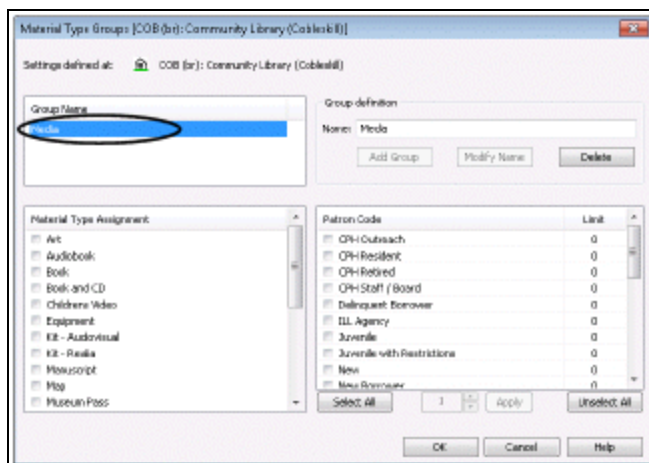 Material Type Groups [COB (br): Community Library (Cobleskill)]
Settings defined at: COB (br): Community Library (Cobleskill)
Group Name
Media
Group definition
Name: Media
Add Group Modify Name Delete
Material Type Assignment
Art
Audiobook
Book
Book and CD
Childrens Video
Equipment
Kit - Audiovisual
Kit - Realia
Manuscript
Map
Museum Pass
Patron Code Limit
CPH Outreach 0
CPH Resident 0
CPH Retired 0
CPH Staff / Board 0
Delinquent Borrower 0
ILL Agency 0
Juvenile 0
Juvenile with Restrictions 0
New 0
New Borrower 0
Select All 1 Apply Unselect All
OK Cancel Help